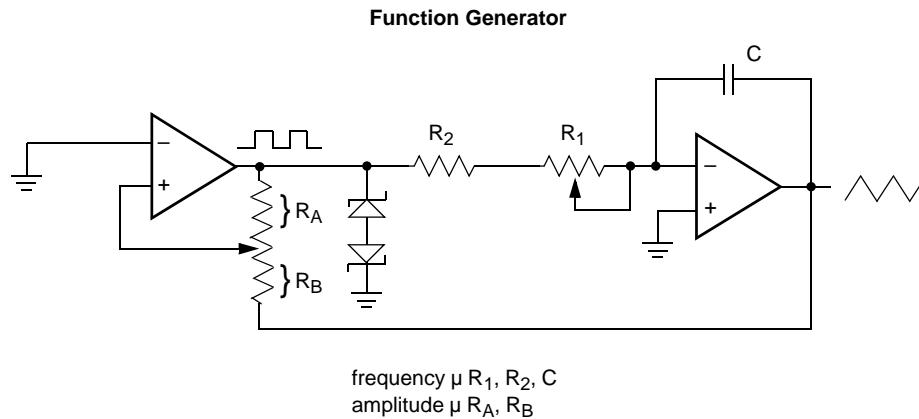 Function Generator
C
R2
R1
−
+
−
+
} RA
} RB
frequency µ R1, R2, C
amplitude µ RA, RB